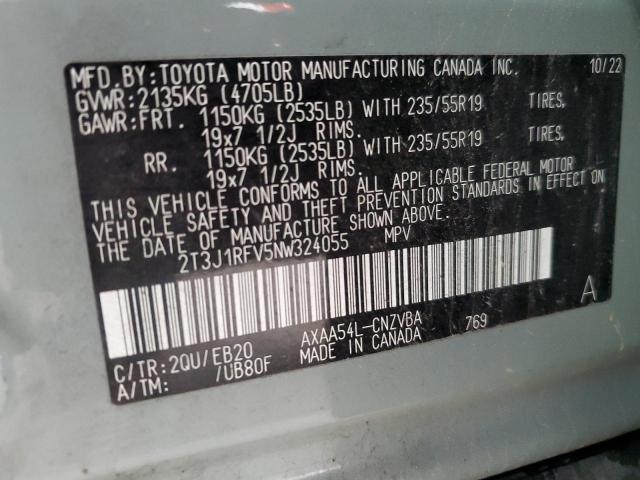 MFD. BY: TOYOTA MOTOR MANUFACTURING CANADA INC. 10/22
GVWR: 2135KG (4705LB)
GAWR: FRT. 1150KG (2535LB) WITH 235/55R19 TIRES,
19x7 1/2J RIMS.
RR. 1150KG (2535LB) WITH 235/55R19 TIRES,
19x7 1/2J RIMS.
THIS VEHICLE CONFORMS TO ALL APPLICABLE FEDERAL MOTOR
VEHICLE SAFETY AND THEFT PREVENTION STANDARDS IN EFFECT ON
THE DATE OF MANUFACTURE SHOWN ABOVE.
2T3J1RFV5NW324055 MPV
A
C/TR: 2QU/EB20 AXAA54L-CNZVBA 769
A/TM: /UB80F MADE IN CANADA